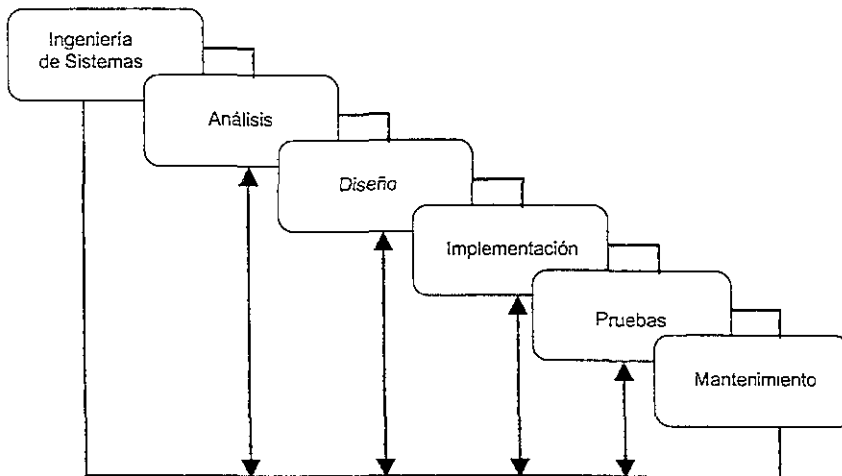 Ingeniería
de Sistemas
Análisis
Diseño
Implementación
Pruebas
Mantenimiento